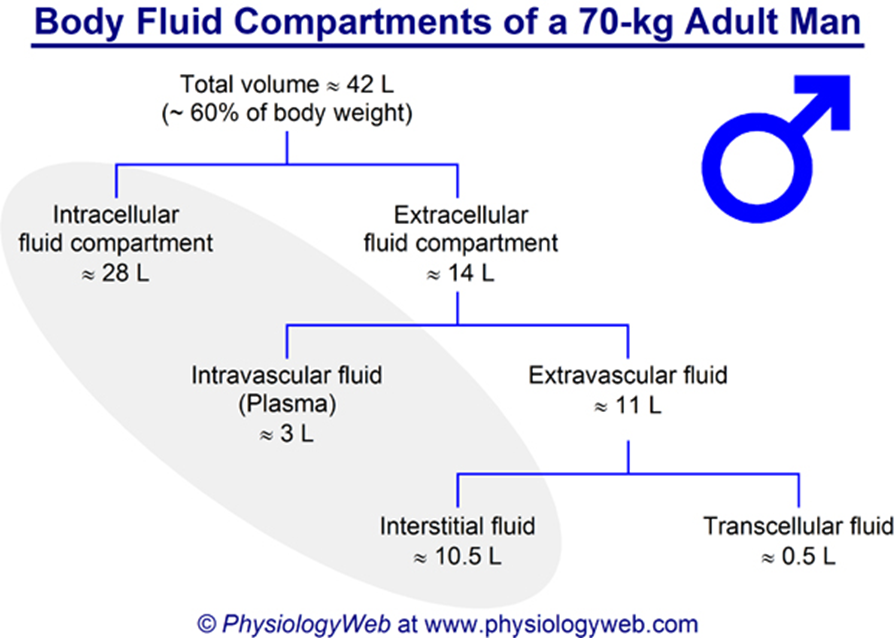 Body Fluid Compartments of a 70-kg Adult Man
Total volume ≈ 42 L
(~ 60% of body weight)
Intracellular
fluid compartment
≈ 28 L
Extracellular
fluid compartment
≈ 14 L
Intravascular fluid
(Plasma)
≈ 3 L
Extravascular fluid
≈ 11 L
Interstitial fluid
≈ 10.5 L
Transcellular fluid
≈ 0.5 L
© PhysiologyWeb at www.physiologyweb.com